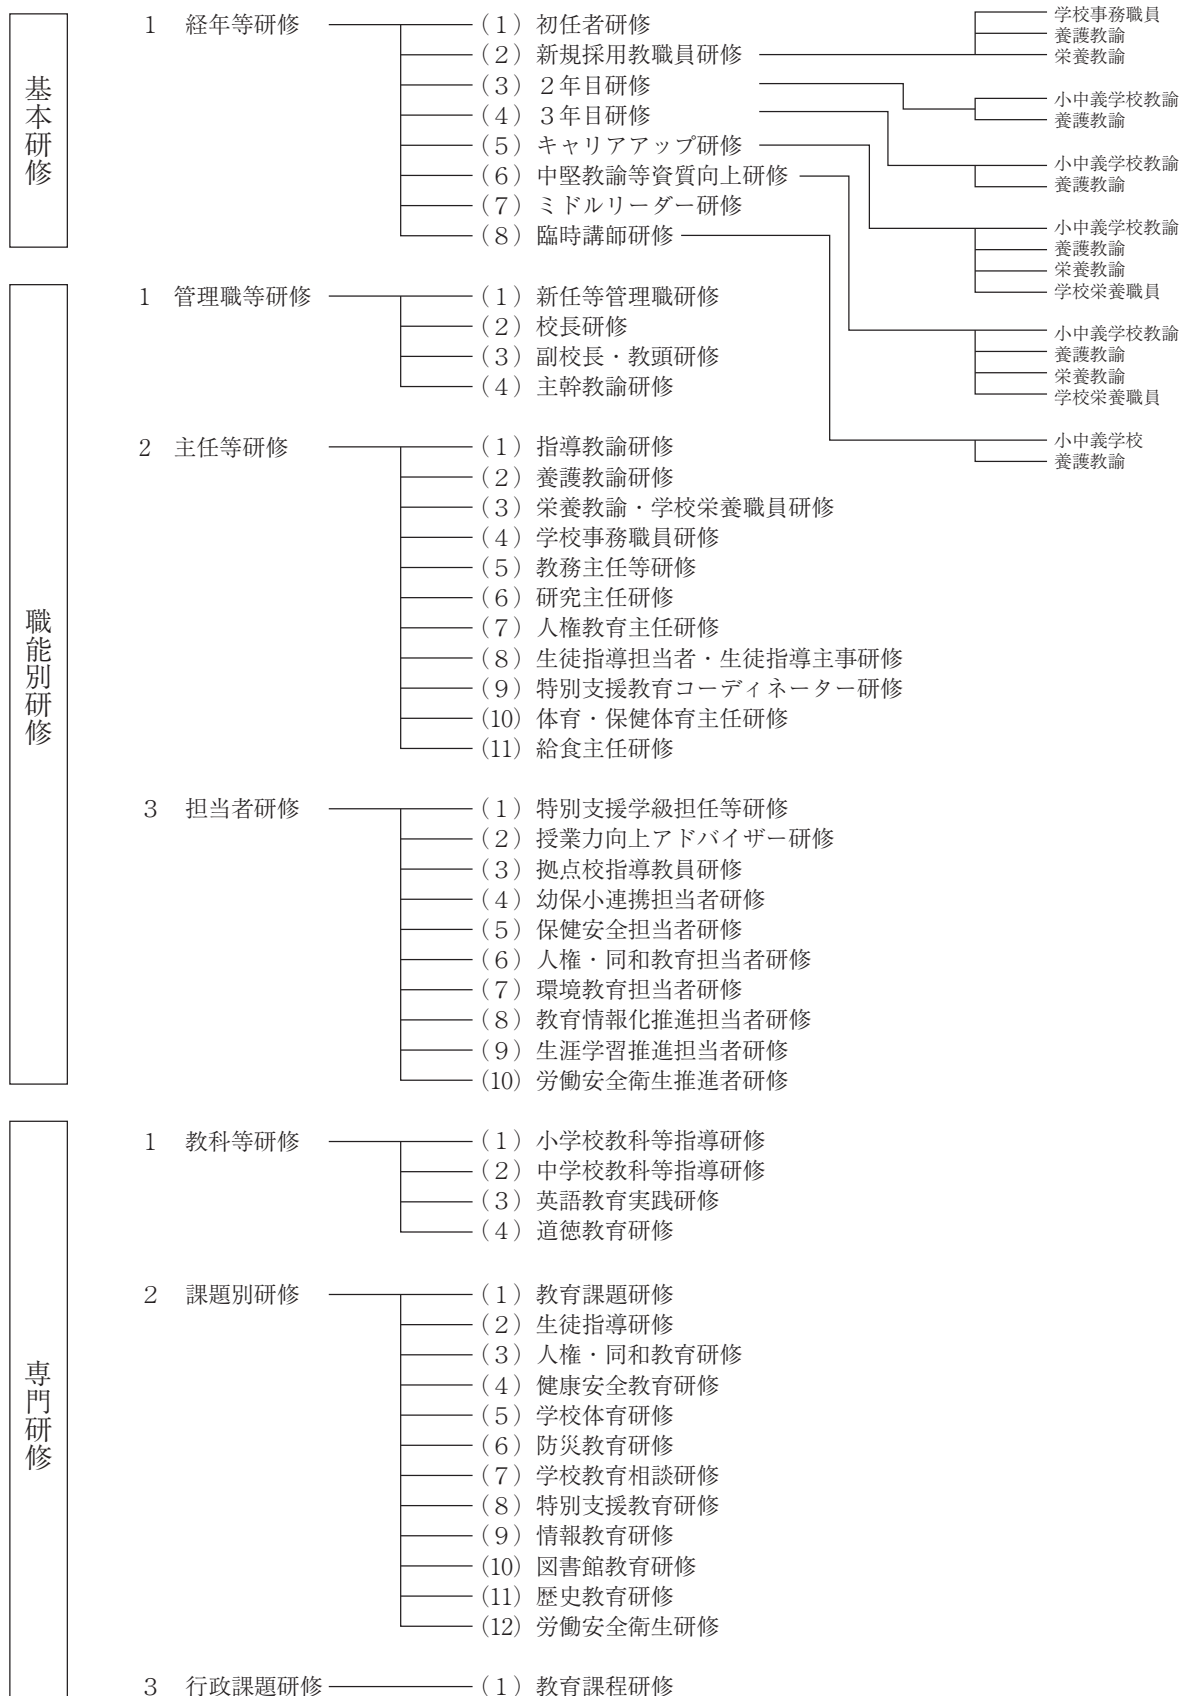 基本研修
1 経年等研修
(1) 初任者研修
(2) 新規採用教職員研修
学校事務職員
養護教諭
栄養教諭
(3) 2年目研修
小中義学校教諭
養護教諭
(4) 3年目研修
小中義学校教諭
養護教諭
(5) キャリアアップ研修
小中義学校教諭
養護教諭
栄養教諭
学校栄養職員
(6) 中堅教諭等資質向上研修
小中義学校教諭
養護教諭
栄養教諭
学校栄養職員
(7) ミドルリーダー研修
(8) 臨時講師研修
小中義学校
養護教諭
職能別研修
1 管理職等研修
(1) 新任等管理職研修
(2) 校長研修
(3) 副校長・教頭研修
(4) 主幹教諭研修
2 主任等研修
(1) 指導教諭研修
(2) 養護教諭研修
(3) 栄養教諭・学校栄養職員研修
(4) 学校事務職員研修
(5) 教務主任等研修
(6) 研究主任研修
(7) 人権教育主任研修
(8) 生徒指導担当者・生徒指導主事研修
(9) 特別支援教育コーディネーター研修
(10) 体育・保健体育主任研修
(11) 給食主任研修
3 担当者研修
(1) 特別支援学級担任等研修
(2) 授業力向上アドバイザー研修
(3) 拠点校指導教員研修
(4) 幼保小連携担当者研修
(5) 保健安全担当者研修
(6) 人権・同和教育担当者研修
(7) 環境教育担当者研修
(8) 教育情報化推進担当者研修
(9) 生涯学習推進担当者研修
(10) 労働安全衛生推進者研修
専門研修
1 教科等研修
(1) 小学校教科等指導研修
(2) 中学校教科等指導研修
(3) 英語教育実践研修
(4) 道徳教育研修
2 課題別研修
(1) 教育課題研修
(2) 生徒指導研修
(3) 人権・同和教育研修
(4) 健康安全教育研修
(5) 学校体育研修
(6) 防災教育研修
(7) 学校教育相談研修
(8) 特別支援教育研修
(9) 情報教育研修
(10) 図書館教育研修
(11) 歴史教育研修
(12) 労働安全衛生研修
3 行政課題研修
(1) 教育課程研修